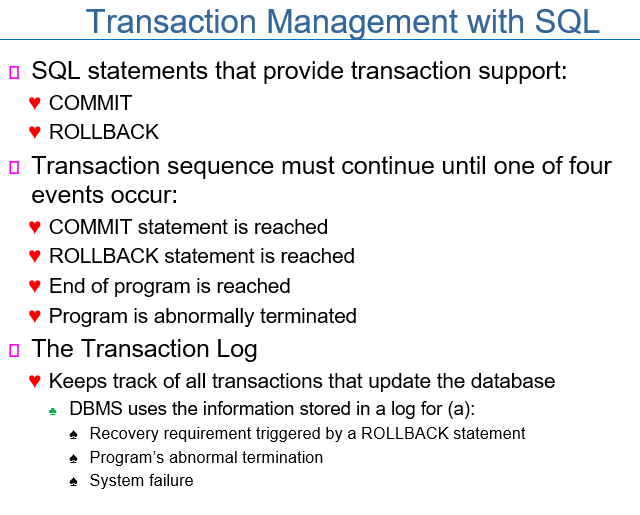 Transaction Management with SQL
SQL statements that provide transaction support:
COMMIT
ROLLBACK
Transaction sequence must continue until one of four
events occur:
COMMIT statement is reached
ROLLBACK statement is reached
End of program is reached
Program is abnormally terminated
The Transaction Log
Keeps track of all transactions that update the database
DBMS uses the information stored in a log for (a):
Recovery requirement triggered by a ROLLBACK statement
Program’s abnormal termination
System failure